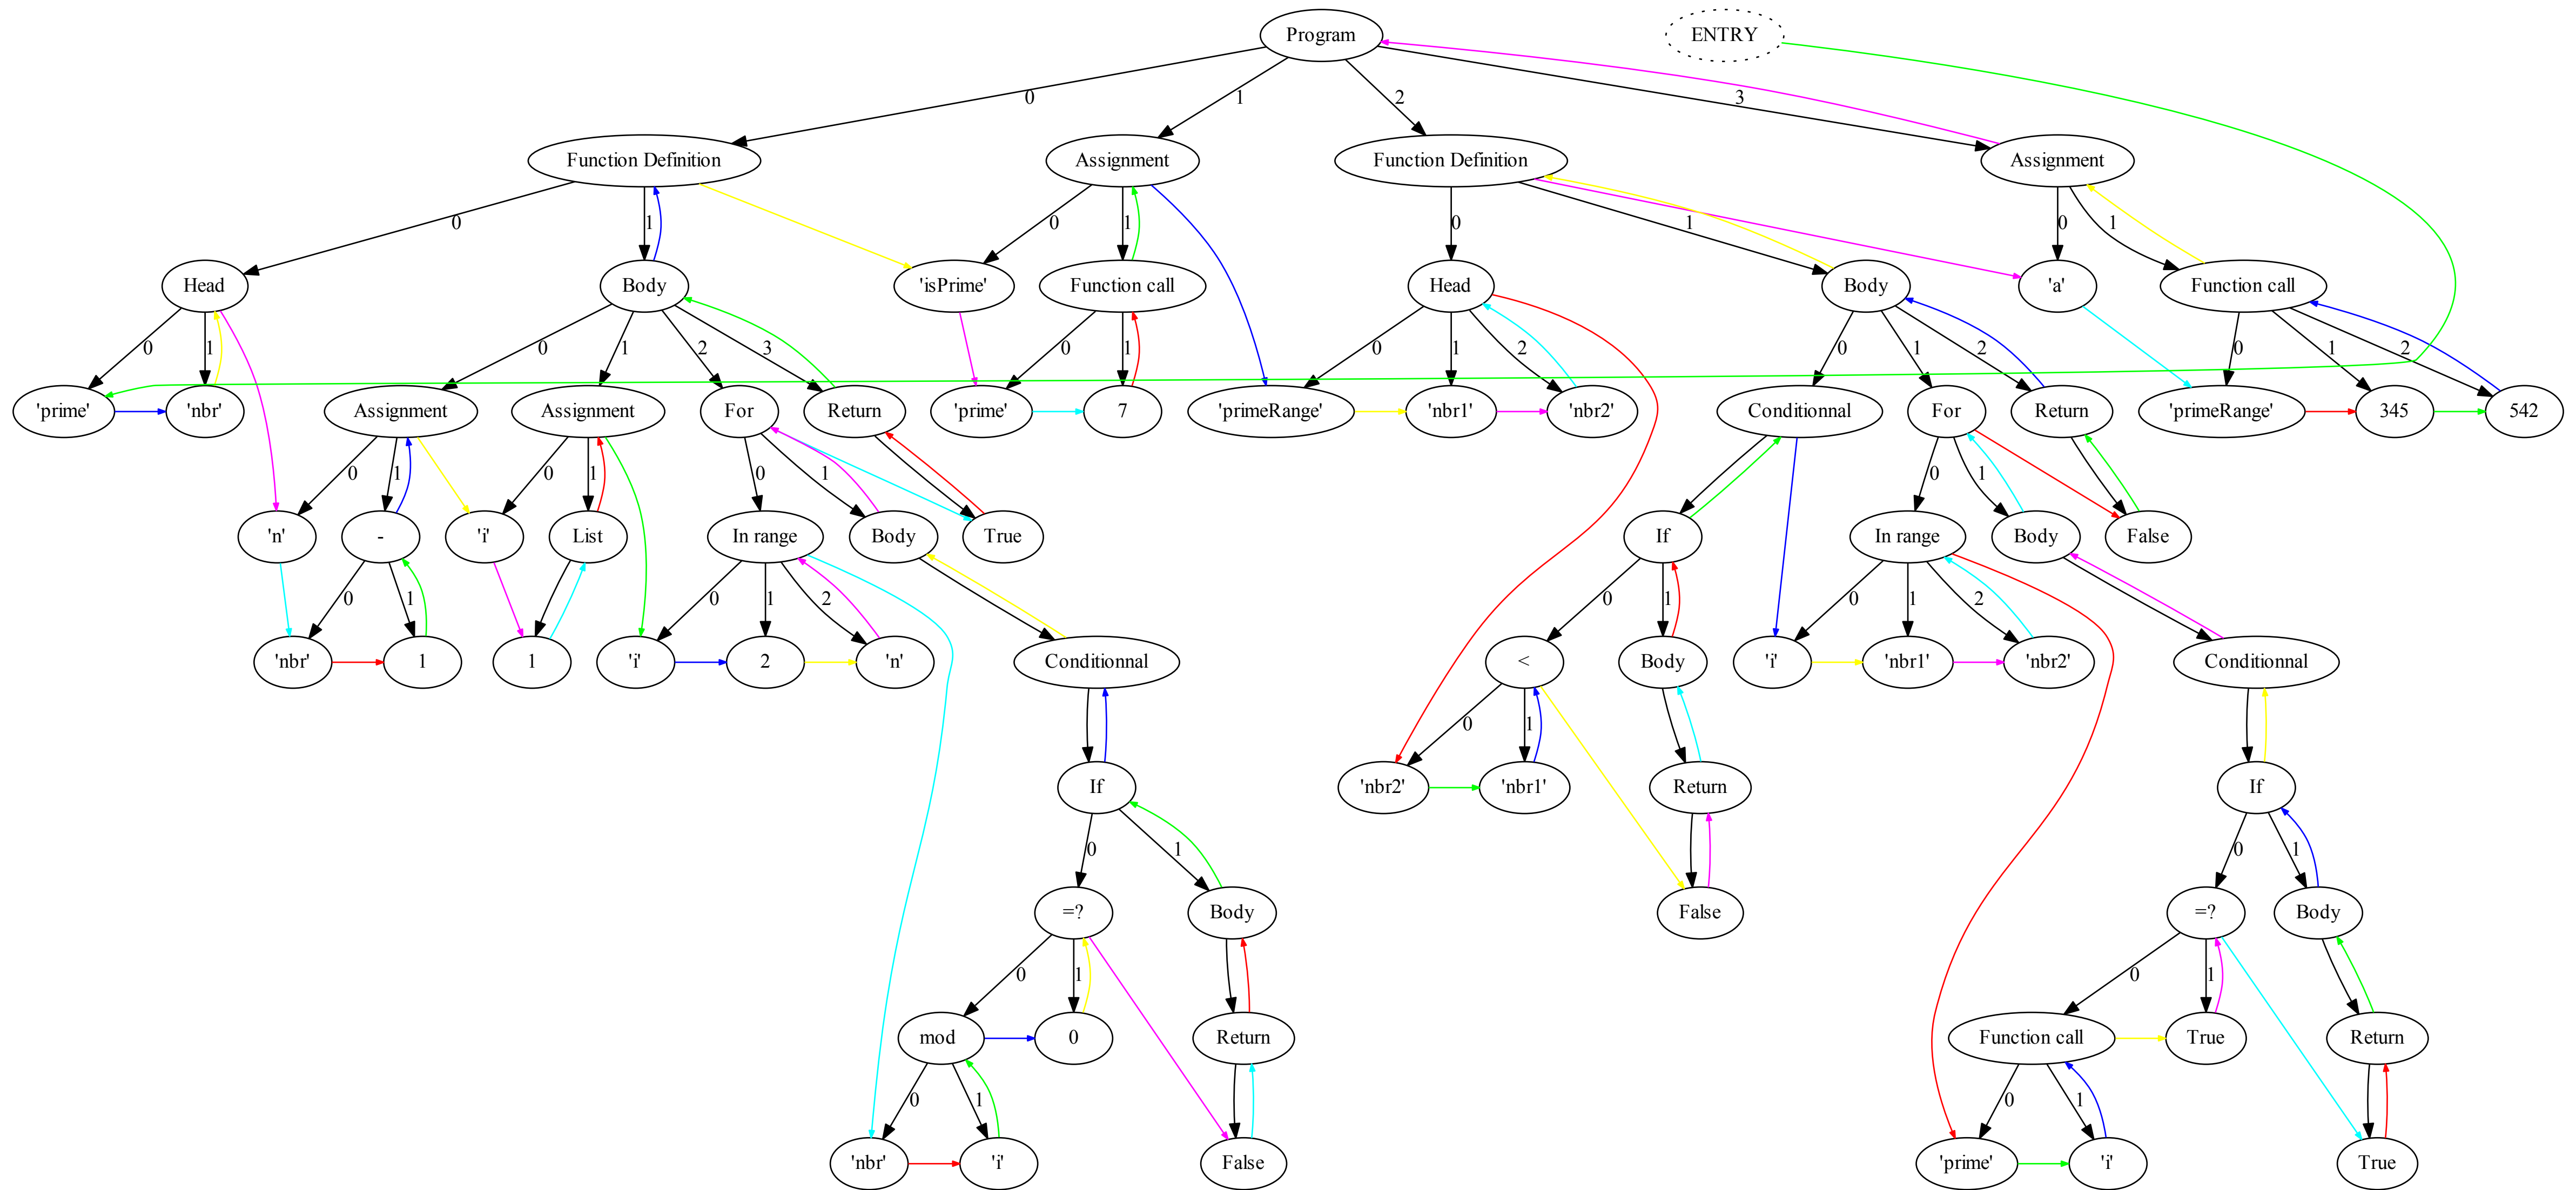 Program
ENTRY
0
1
2
3
Function Definition
Assignment
Function Definition
Assignment
0
1
0
1
0
1
0
1
Head
Body
'isPrime'
Function call
Head
Body
'a'
Function call
0
1
0
1
2
3
0
1
0
1
2
0
1
2
0
1
2
'prime'
'nbr'
Assignment
Assignment
For
Return
'prime'
7
'primeRange'
'nbr1'
'nbr2'
Conditionnal
For
Return
'primeRange'
345
542
0
1
0
1
0
1
0
1
'n'
-
'i'
List
In range
Body
True
If
In range
Body
False
0
1
0
1
2
0
1
0
1
2
'nbr'
1
1
'i'
2
'n'
Conditionnal
<
Body
'i'
'nbr1'
'nbr2'
Conditionnal
0
1
If
'nbr2'
'nbr1'
Return
If
0
1
0
1
=?
Body
False
=?
Body
0
1
0
1
mod
0
Return
Function call
True
Return
0
1
0
1
'nbr'
'i'
False
'prime'
'i'
True